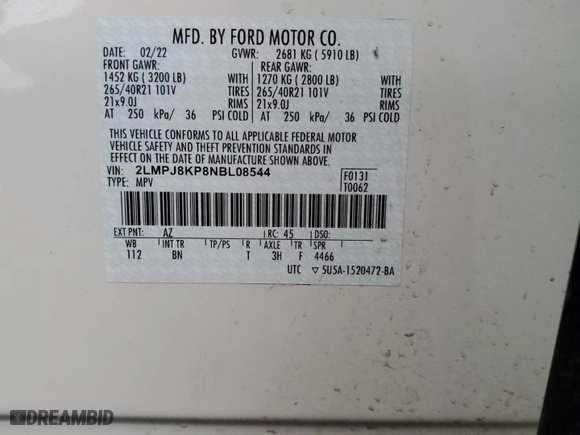 MFD. BY FORD MOTOR CO.
DATE: 02/22 GVWR: 2681 KG ( 5910 LB)
FRONT GAWR: REAR GAWR:
1452 KG ( 3200 LB) WITH 1270 KG ( 2800 LB) WITH
265/40R21 101V TIRES 265/40R21 101V TIRES
21x9.0J RIMS 21x9.0J RIMS
AT 250 kPa/ 36 PSI COLD AT 250 kPa/ 36 PSI COLD
THIS VEHICLE CONFORMS TO ALL APPLICABLE FEDERAL MOTOR
VEHICLE SAFETY AND THEFT PREVENTION STANDARDS IN
EFFECT ON THE DATE OF MANUFACTURE SHOWN ABOVE.
VIN: 2LMPJ8KP8NBL08544 F0131
TYPE: MPV T0062
EXT PNT: AZ RC: 45 DSO:
WB INT TR TP/PS R AXLE TR SPR
112 BN T 3H F 4466
UTC ▽ 5U5A-1520472-BA
DREAMBID